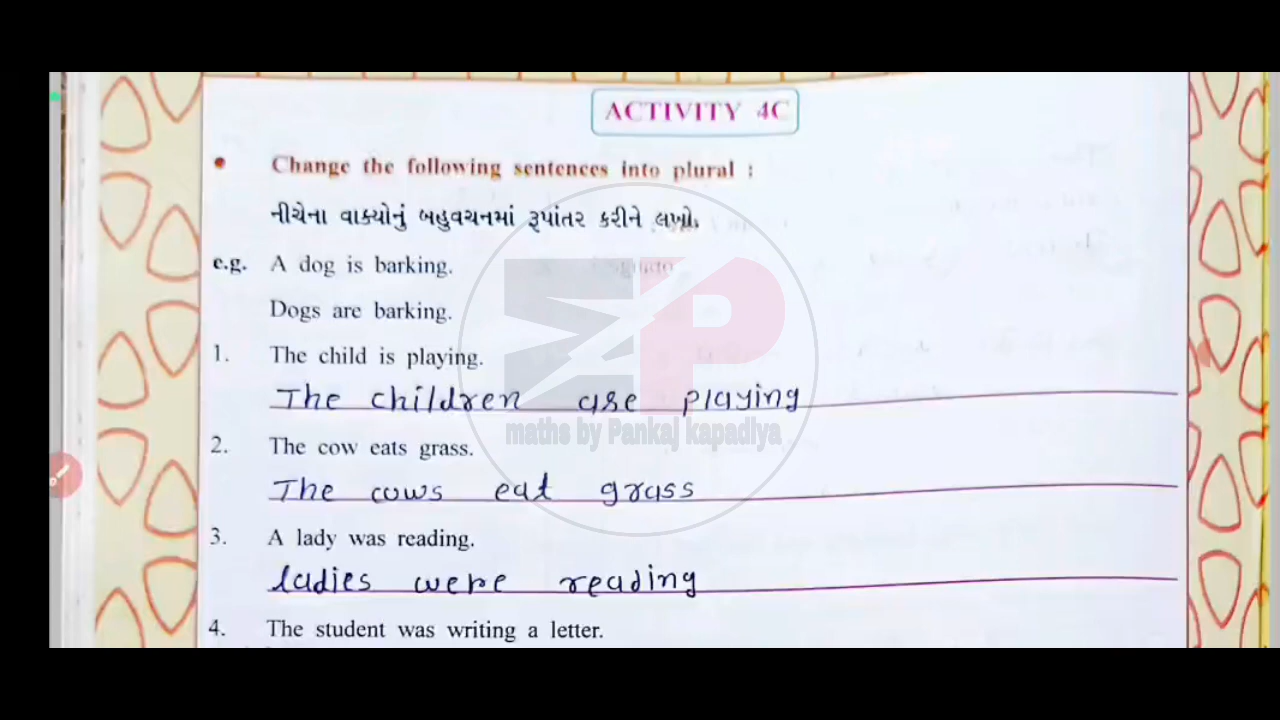 ACTIVITY 4C
• Change the following sentences into plural :
નીચેના વાક્યોનું બહુવચનમાં રૂપાંતર કરીને લખો.
e.g. A dog is barking.
Dogs are barking.
1. The child is playing.
The children are playing
2. The cow eats grass.
The cows eat grass
3. A lady was reading.
ladies were reading
4. The student was writing a letter.
maths by Pankaj kapadiya